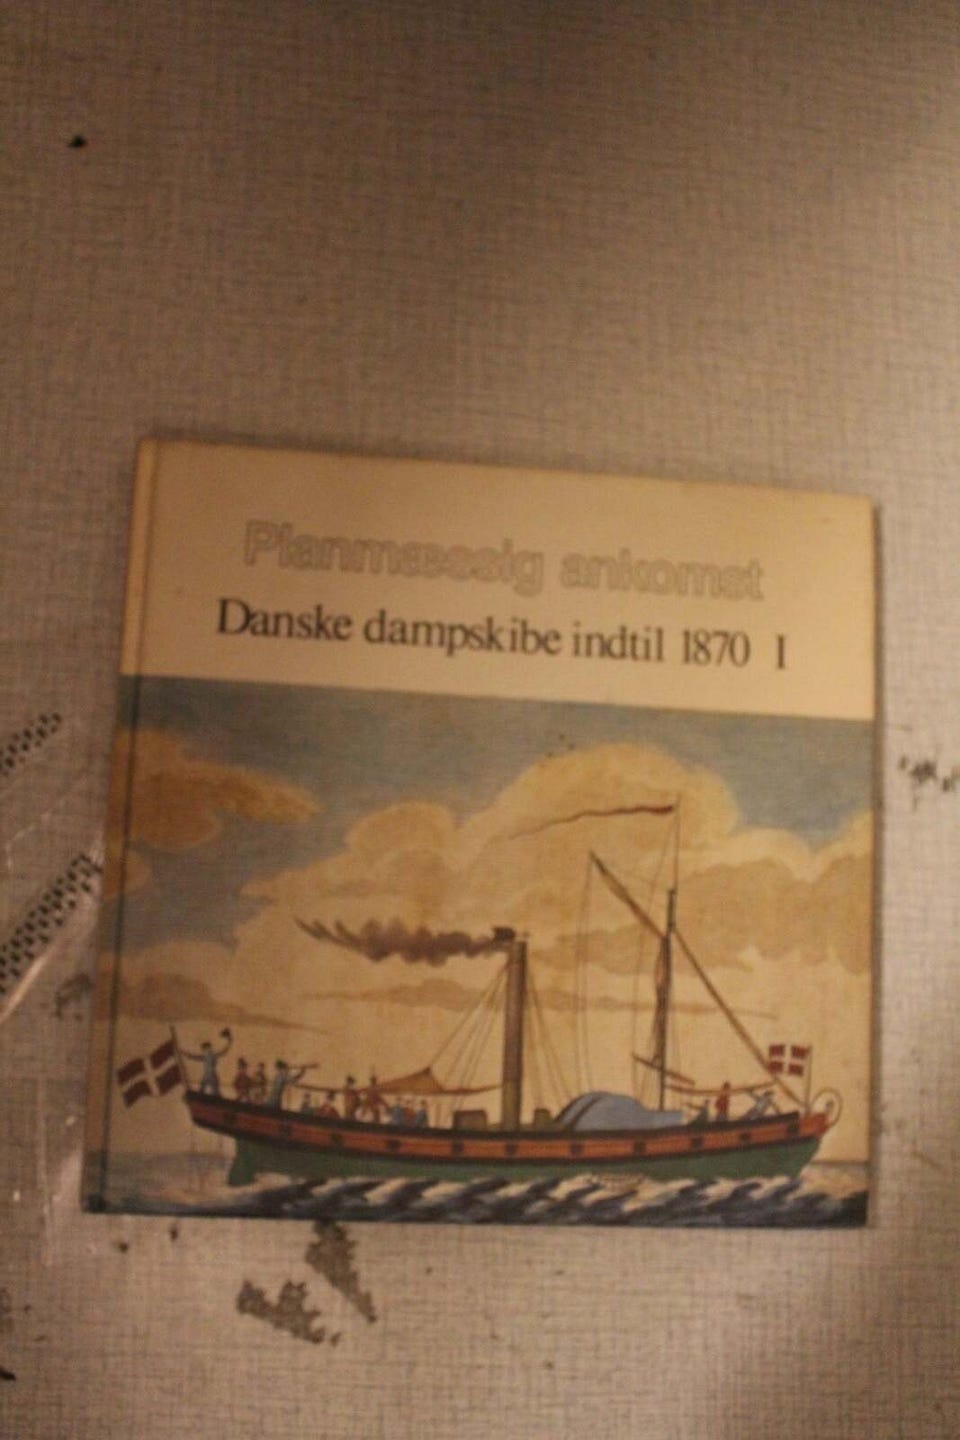 Planmæssig ankomst
Danske dampskibe indtil 1870 I